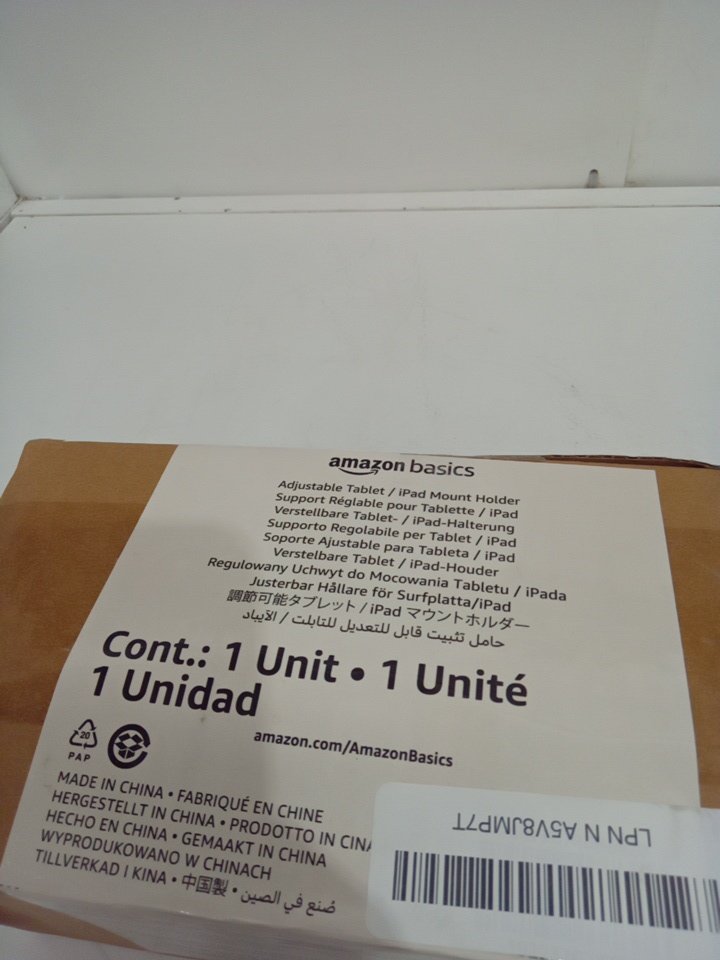 amazon basics
Adjustable Tablet / iPad Mount Holder
Support Réglable pour Tablette / iPad
Verstellbare Tablet- / iPad-Halterung
Supporto Regolabile per Tablet / iPad
Soporte Ajustable para Tableta / iPad
Verstelbare Tablet / iPad-Houder
Regulowany Uchwyt do Mocowania Tabletu / iPada
Justerbar Hållare för Surfplatta/iPad
調節可能タブレット / iPad マウントホルダー
حامل تثبيت قابل للتعديل للتابلت / الآيباد
Cont.: 1 Unit • 1 Unité
1 Unidad
amazon.com/AmazonBasics
20
PAP
MADE IN CHINA • FABRIQUÉ EN CHINE
HERGESTELLT IN CHINA • PRODOTTO IN CINA
HECHO EN CHINA • GEMAAKT IN CHINA
WYPRODUKOWANO W CHINACH
TILLVERKAD I KINA • 中国製 • صُنع في الصين
LPN N A5V8JMP7T